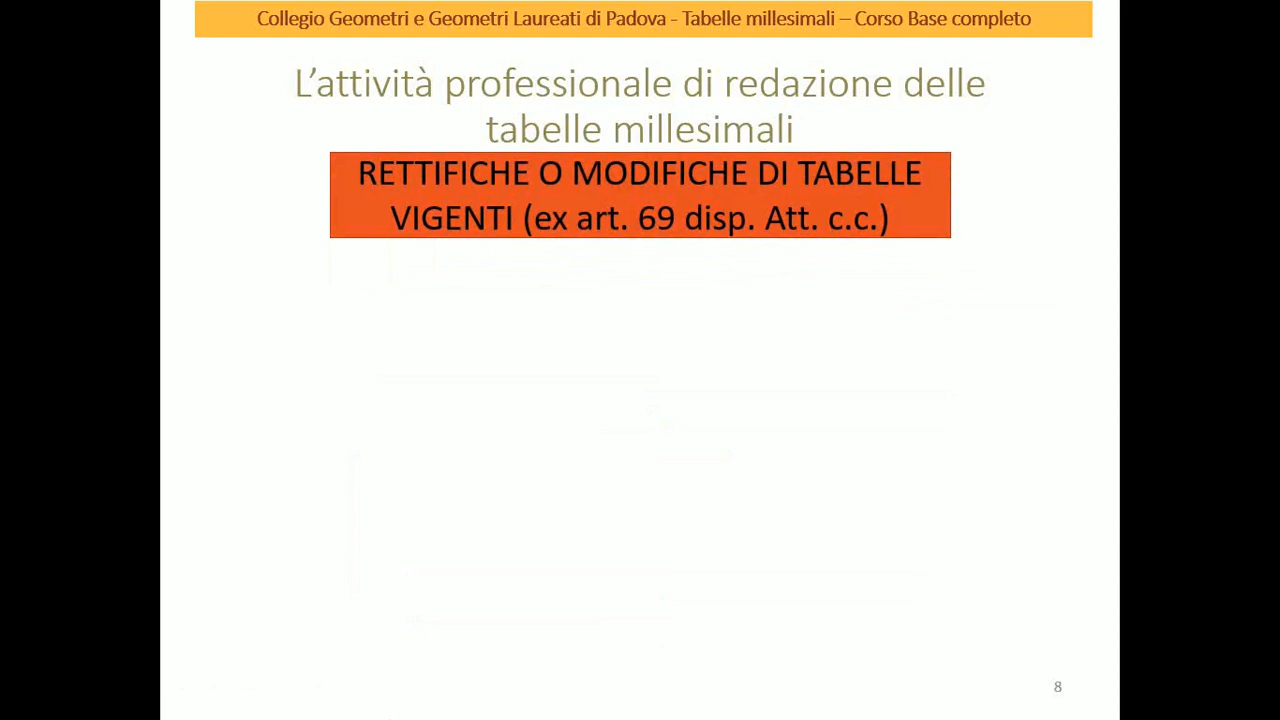 Collegio Geometri e Geometri Laureati di Padova - Tabelle millesimali – Corso Base completo
L'attività professionale di redazione delle
tabelle millesimali
RETTIFICHE O MODIFICHE DI TABELLE
VIGENTI (ex art. 69 disp. Att. c.c.)
8